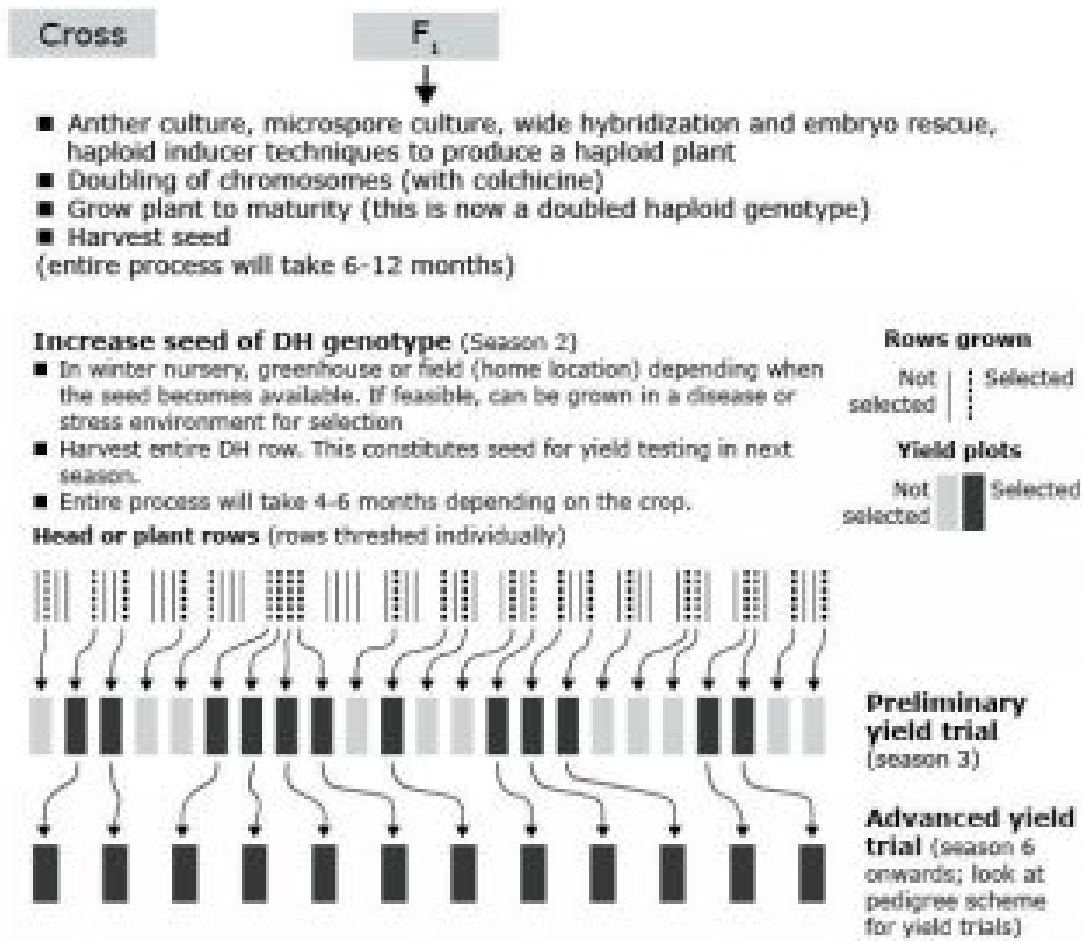 Cross
F₁
■ Anther culture, microspore culture, wide hybridization and embryo rescue,
haploid inducer techniques to produce a haploid plant
■ Doubling of chromosomes (with colchicine)
■ Grow plant to maturity (this is now a doubled haploid genotype)
■ Harvest seed
(entire process will take 6-12 months)
Increase seed of DH genotype (Season 2)
■ In winter nursery, greenhouse or field (home location) depending when
the seed becomes available. If feasible, can be grown in a disease or
stress environment for selection
■ Harvest entire DH row. This constitutes seed for yield testing in next
season.
■ Entire process will take 4-6 months depending on the crop.
Head or plant rows (rows threshed individually)
Rows grown
Not
selected
Selected
Yield plots
Not
selected
Selected
Preliminary
yield trial
(season 3)
Advanced yield
trial (season 6
onwards; look at
pedigree scheme
for yield trials)